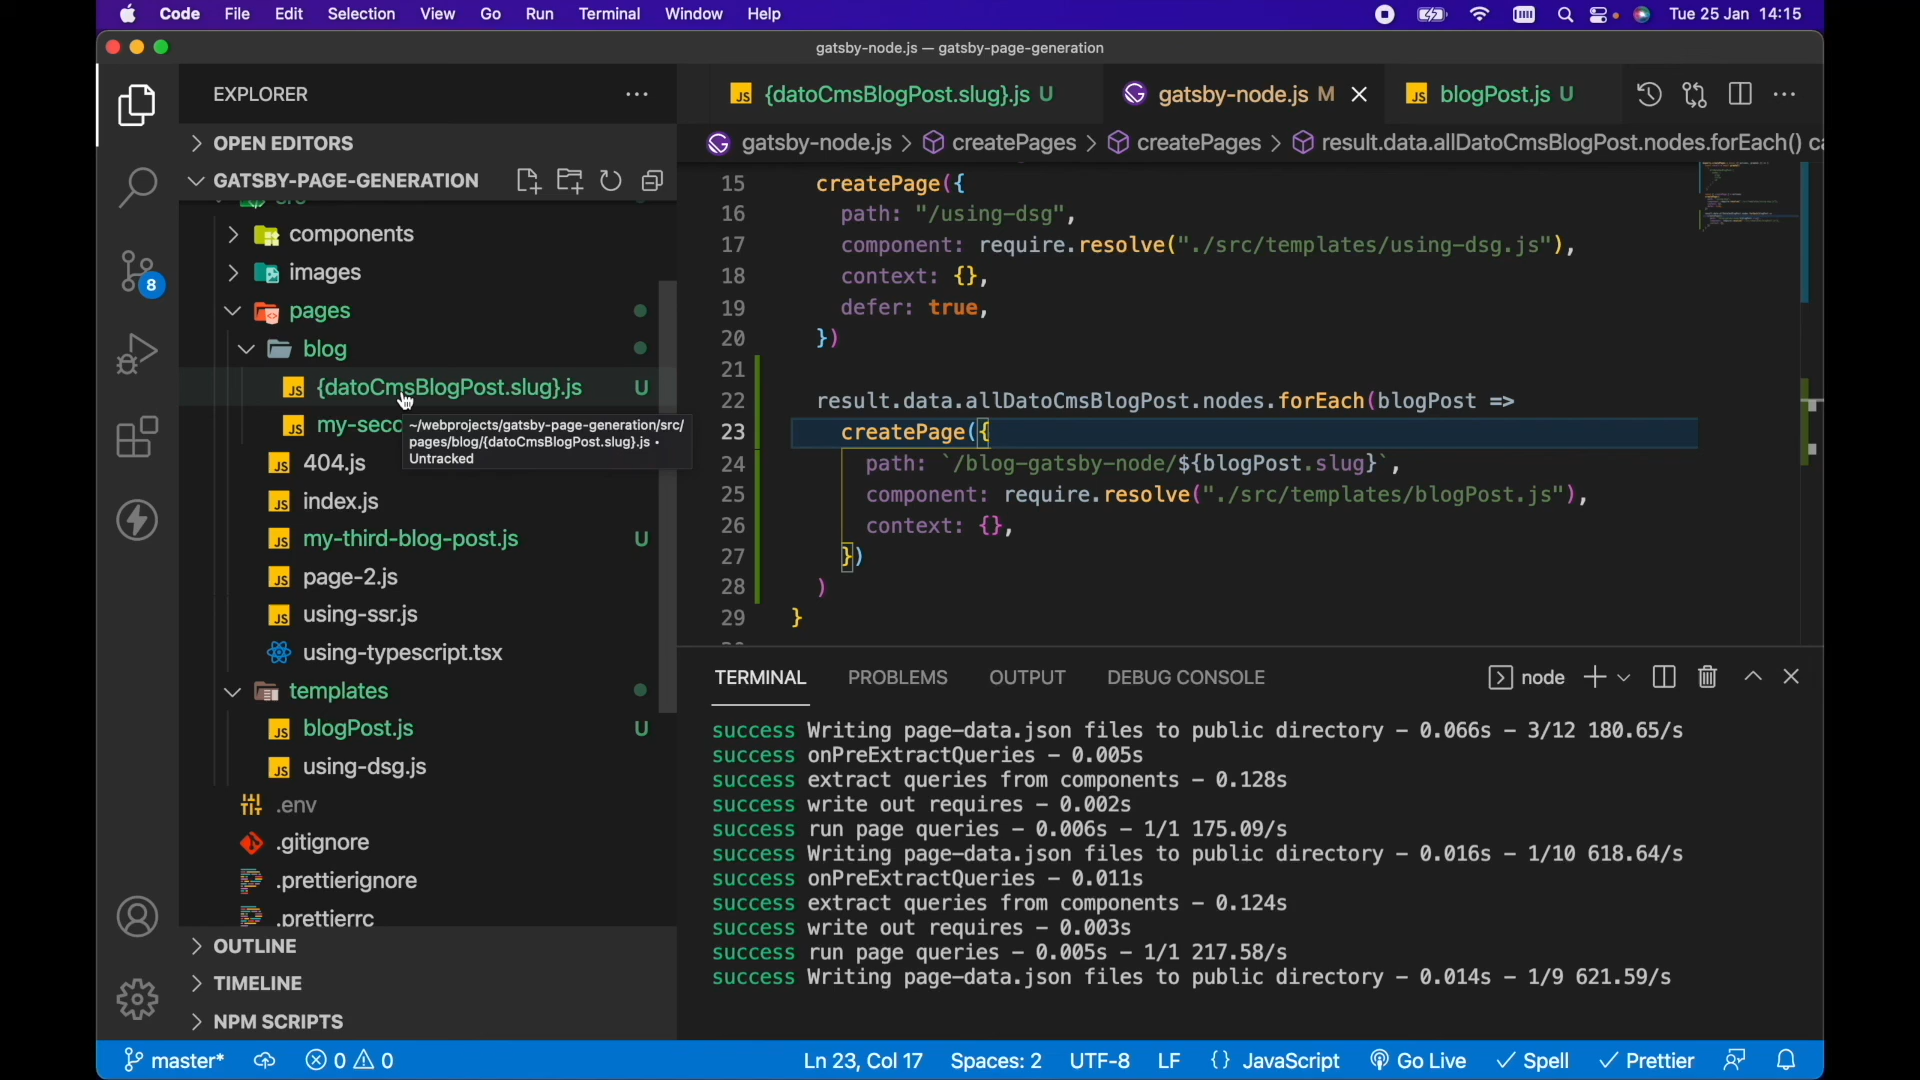 Code File Edit Selection View Go Run Terminal Window Help Tue 25 Jan 14:15
gatsby-node.js — gatsby-page-generation
EXPLORER
{datoCmsBlogPost.slug}.js U
gatsby-node.js M
blogPost.js U
OPEN EDITORS
gatsby-node.js > createPages > createPages > result.data.allDatoCmsBlogPost.nodes.forEach()
GATSBY-PAGE-GENERATION
components
images
pages
blog
{datoCmsBlogPost.slug}.js U
my-seco
~/webprojects/gatsby-page-generation/src/
pages/blog/{datoCmsBlogPost.slug}.js •
Untracked
404.js
index.js
my-third-blog-post.js U
page-2.js
using-ssr.js
using-typescript.tsx
templates
blogPost.js U
using-dsg.js
.env
.gitignore
.prettierignore
.prettierrc
OUTLINE
TIMELINE
NPM SCRIPTS
8
15 createPage({
16 path: "/using-dsg",
17 component: require.resolve("./src/templates/using-dsg.js"),
18 context: {},
19 defer: true,
20 })
21
22 result.data.allDatoCmsBlogPost.nodes.forEach(blogPost =>
23 createPage({
24 path: `/blog-gatsby-node/${blogPost.slug}`,
25 component: require.resolve("./src/templates/blogPost.js"),
26 context: {},
27 })
28 )
29 }
TERMINAL PROBLEMS OUTPUT DEBUG CONSOLE node
success Writing page-data.json files to public directory - 0.066s - 3/12 180.65/s
success onPreExtractQueries - 0.005s
success extract queries from components - 0.128s
success write out requires - 0.002s
success run page queries - 0.006s - 1/1 175.09/s
success Writing page-data.json files to public directory - 0.016s - 1/10 618.64/s
success onPreExtractQueries - 0.011s
success extract queries from components - 0.124s
success write out requires - 0.003s
success run page queries - 0.005s - 1/1 217.58/s
success Writing page-data.json files to public directory - 0.014s - 1/9 621.59/s
master* 0 0 Ln 23, Col 17 Spaces: 2 UTF-8 LF {} JavaScript Go Live Spell Prettier